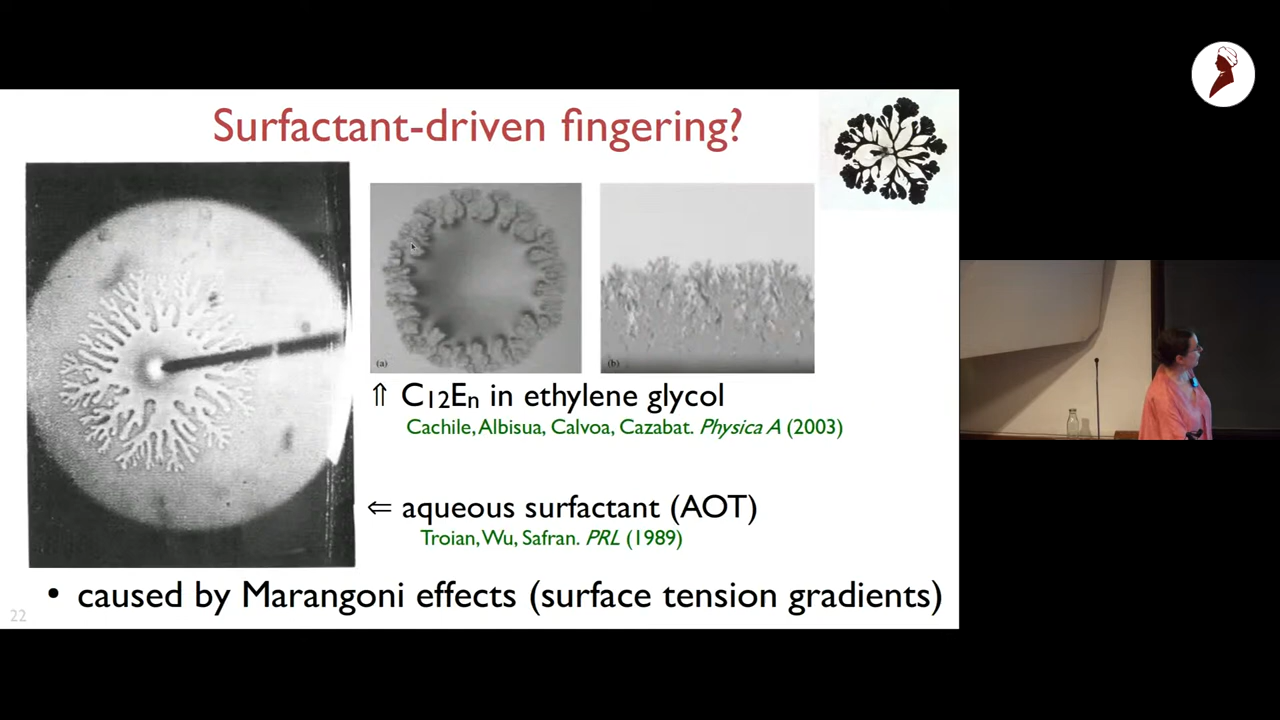 Surfactant-driven fingering?
(a)
(b)
⇑ C12En in ethylene glycol
Cachile, Albisua, Calvoa, Cazabat. Physica A (2003)
⇐ aqueous surfactant (AOT)
Troian, Wu, Safran. PRL (1989)
• caused by Marangoni effects (surface tension gradients)
22